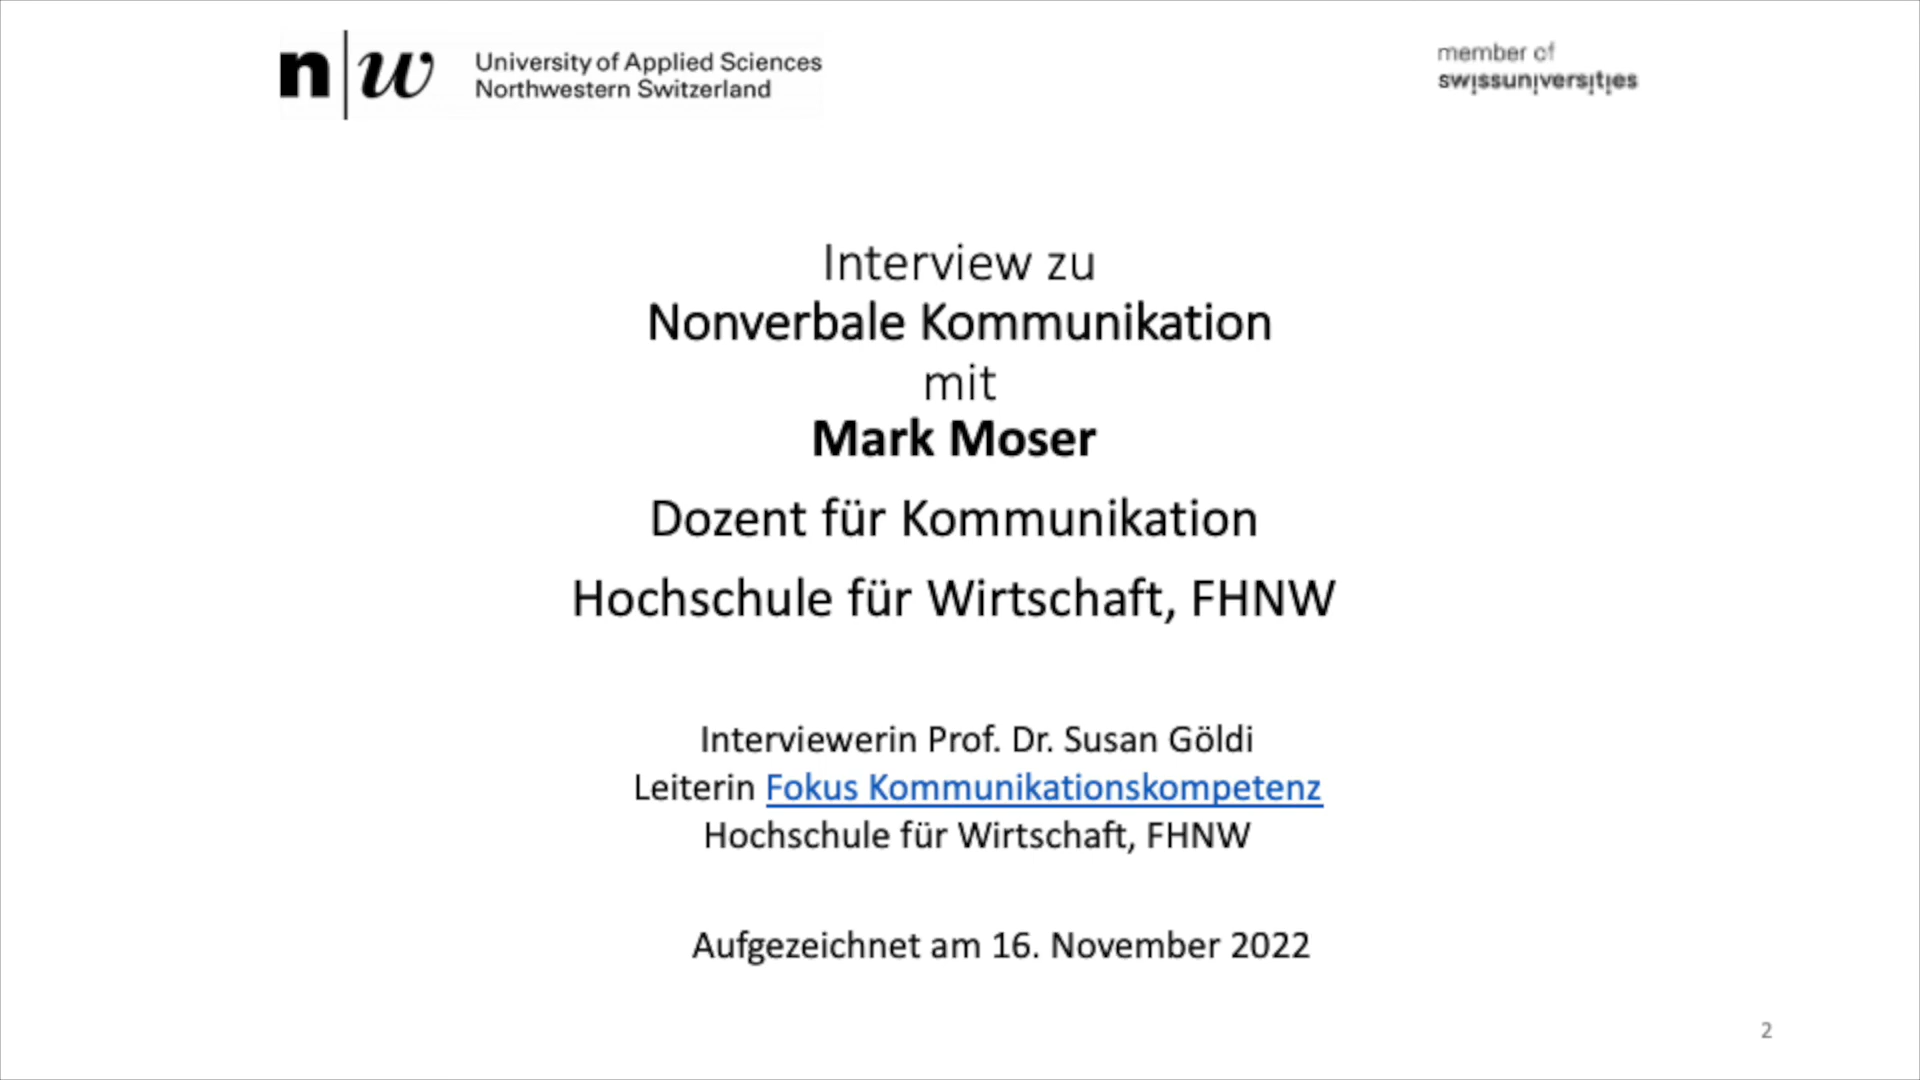 n|w
University of Applied Sciences
Northwestern Switzerland
member of
swissuniversities
Interview zu
Nonverbale Kommunikation
mit
Mark Moser
Dozent für Kommunikation
Hochschule für Wirtschaft, FHNW
Interviewerin Prof. Dr. Susan Göldi
Leiterin Fokus Kommunikationskompetenz
Hochschule für Wirtschaft, FHNW
Aufgezeichnet am 16. November 2022
2